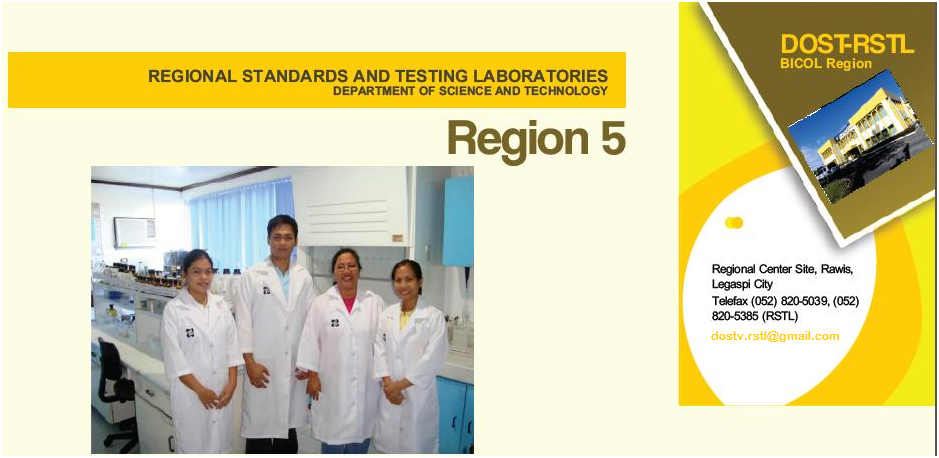 REGIONAL STANDARDS AND TESTING LABORATORIES
DEPARTMENT OF SCIENCE AND TECHNOLOGY
Region 5
DOST-RSTL
BICOL Region
Regional Center Site, Rawis,
Legaspi City
Telefax (052) 820-5039, (052)
820-5385 (RSTL)
dostv.rstl@gmail.com